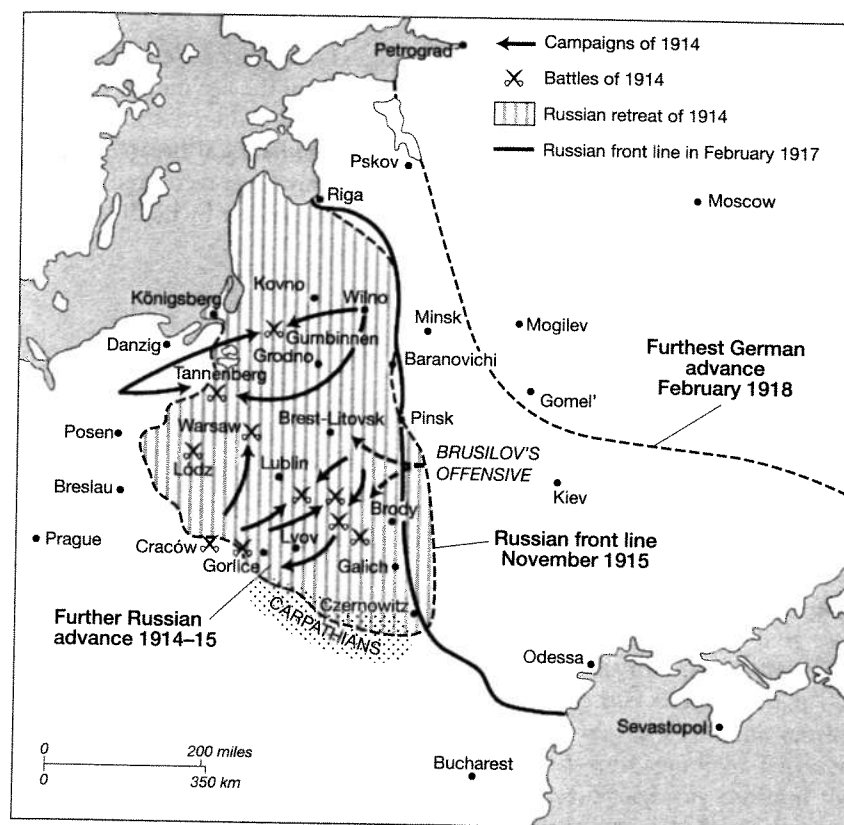 Petrograd
Campaigns of 1914
Battles of 1914
Russian retreat of 1914
Russian front line in February 1917
Pskov
Riga
Moscow
Kovno
Wilno
Königsberg
Gumbinnen
Minsk
Mogilev
Danzig
Grodno
Baranovichi
Tannenberg
Furthest German
advance
February 1918
Gomel'
Posen
Warsaw
Brest-Litovsk
Pinsk
Lódz
BRUSILOV'S
OFFENSIVE
Lublin
Breslau
Kiev
Brody
Prague
Craców
Lvov
Gorlice
Galich
Russian front line
November 1915
Further Russian
advance 1914–15
Czernowitz
CARPATHIANS
Odessa
Sevastopol
0 200 miles
0 350 km
Bucharest